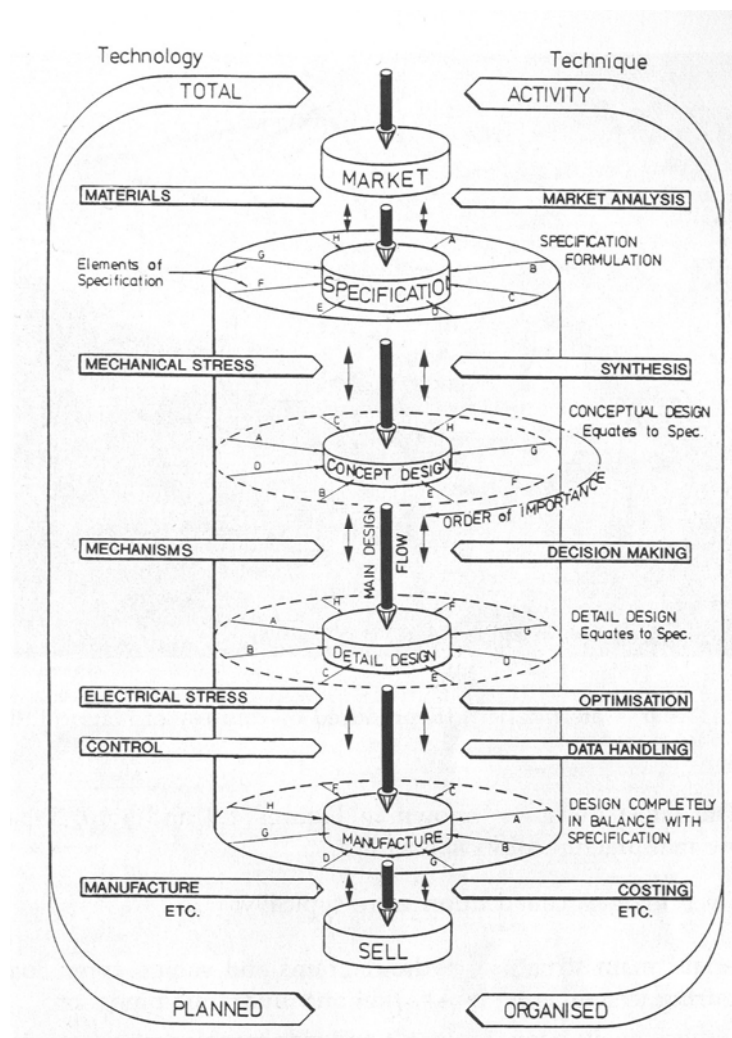 Technology
Technique
TOTAL
ACTIVITY
MARKET
MATERIALS
MARKET ANALYSIS
H
A
SPECIFICATION
FORMULATION
G
B
Elements of
Specification
SPECIFICATIO
F
C
E
D
MECHANICAL STRESS
SYNTHESIS
CONCEPTUAL DESIGN
Equates to Spec.
C
H
A
G
D
CONCEPT DESIGN
F
B
E
ORDER of IMPORTANCE
MAIN DESIGN
FLOW
MECHANISMS
DECISION MAKING
DETAIL DESIGN
Equates to Spec.
H
F
A
G
B
DETAIL DESIGN
D
C
E
ELECTRICAL STRESS
OPTIMISATION
CONTROL
DATA HANDLING
C
H
A
DESIGN COMPLETELY
IN BALANCE WITH
SPECIFICATION
G
MANUFACTURE
B
D
G
MANUFACTURE
ETC.
COSTING
ETC.
SELL
PLANNED
ORGANISED